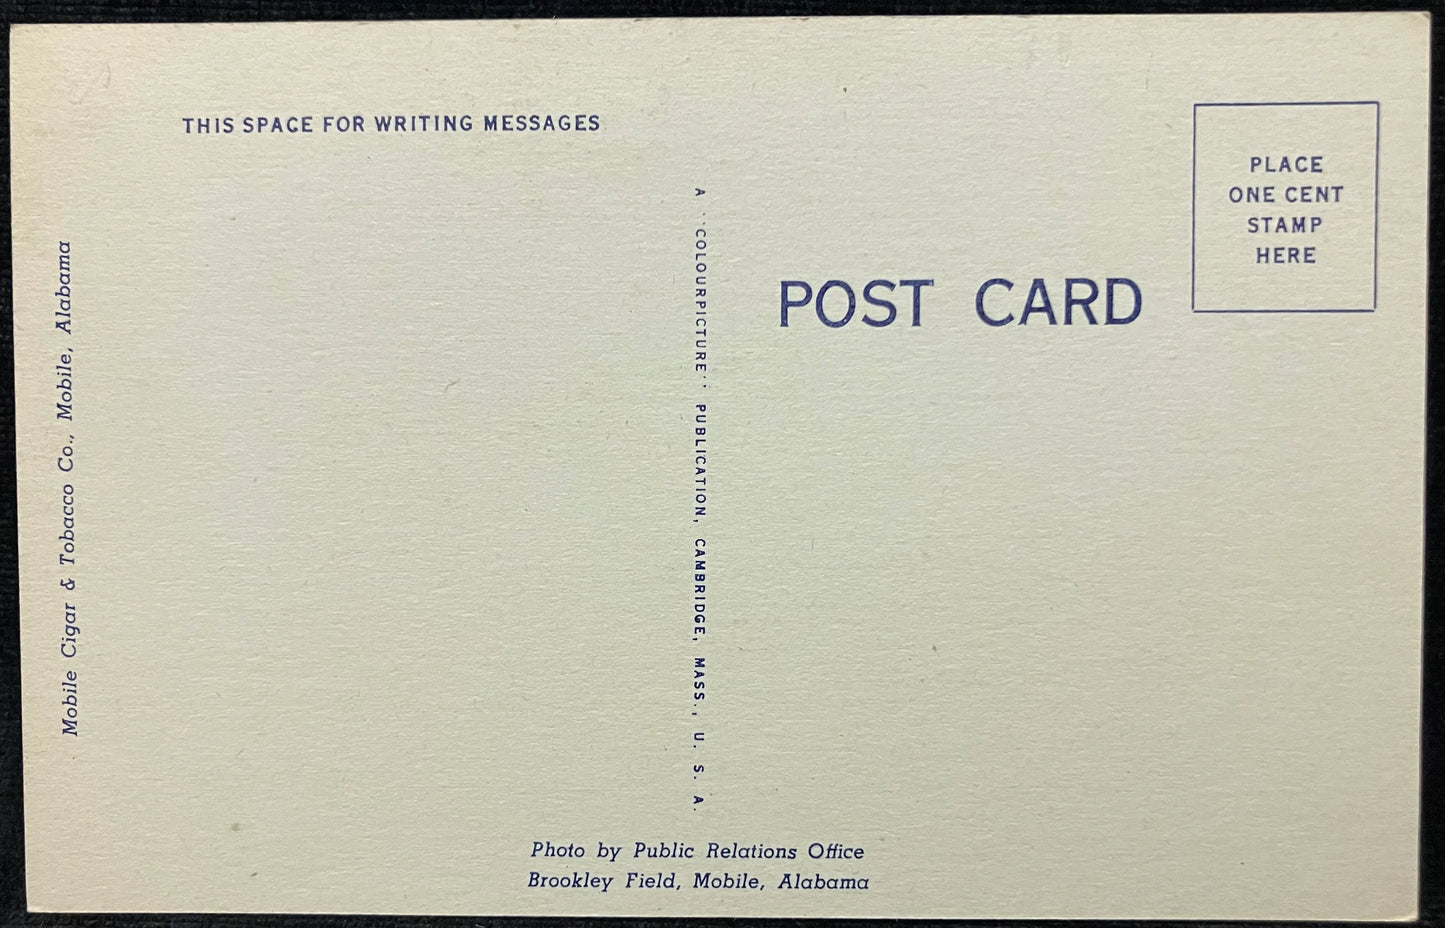 THIS SPACE FOR WRITING MESSAGES
PLACE
ONE CENT
STAMP
HERE
POST CARD
Mobile Cigar & Tobacco Co., Mobile, Alabama
A ``COLOURPICTURE'' PUBLICATION, CAMBRIDGE, MASS., U. S. A.
Photo by Public Relations Office
Brookley Field, Mobile, Alabama